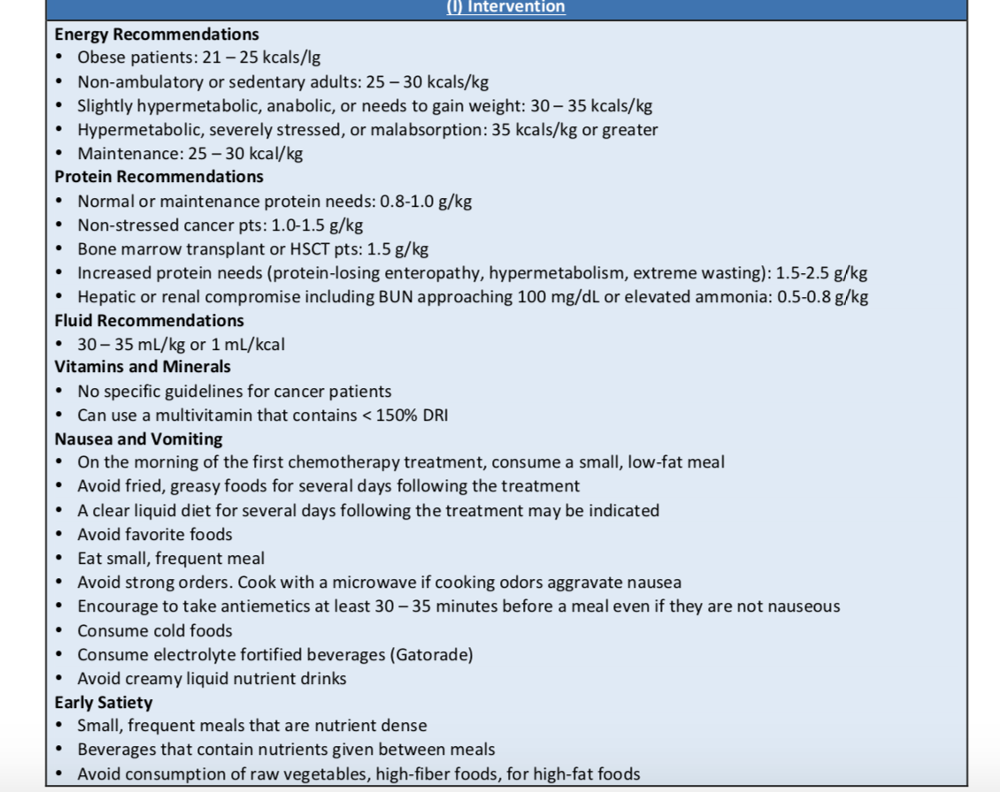 (I) Intervention
Energy Recommendations
• Obese patients: 21 – 25 kcals/lg
• Non-ambulatory or sedentary adults: 25 – 30 kcals/kg
• Slightly hypermetabolic, anabolic, or needs to gain weight: 30 – 35 kcals/kg
• Hypermetabolic, severely stressed, or malabsorption: 35 kcals/kg or greater
• Maintenance: 25 – 30 kcal/kg
Protein Recommendations
• Normal or maintenance protein needs: 0.8-1.0 g/kg
• Non-stressed cancer pts: 1.0-1.5 g/kg
• Bone marrow transplant or HSCT pts: 1.5 g/kg
• Increased protein needs (protein-losing enteropathy, hypermetabolism, extreme wasting): 1.5-2.5 g/kg
• Hepatic or renal compromise including BUN approaching 100 mg/dL or elevated ammonia: 0.5-0.8 g/kg
Fluid Recommendations
• 30 – 35 mL/kg or 1 mL/kcal
Vitamins and Minerals
• No specific guidelines for cancer patients
• Can use a multivitamin that contains < 150% DRI
Nausea and Vomiting
• On the morning of the first chemotherapy treatment, consume a small, low-fat meal
• Avoid fried, greasy foods for several days following the treatment
• A clear liquid diet for several days following the treatment may be indicated
• Avoid favorite foods
• Eat small, frequent meal
• Avoid strong orders. Cook with a microwave if cooking odors aggravate nausea
• Encourage to take antiemetics at least 30 – 35 minutes before a meal even if they are not nauseous
• Consume cold foods
• Consume electrolyte fortified beverages (Gatorade)
• Avoid creamy liquid nutrient drinks
Early Satiety
• Small, frequent meals that are nutrient dense
• Beverages that contain nutrients given between meals
• Avoid consumption of raw vegetables, high-fiber foods, for high-fat foods